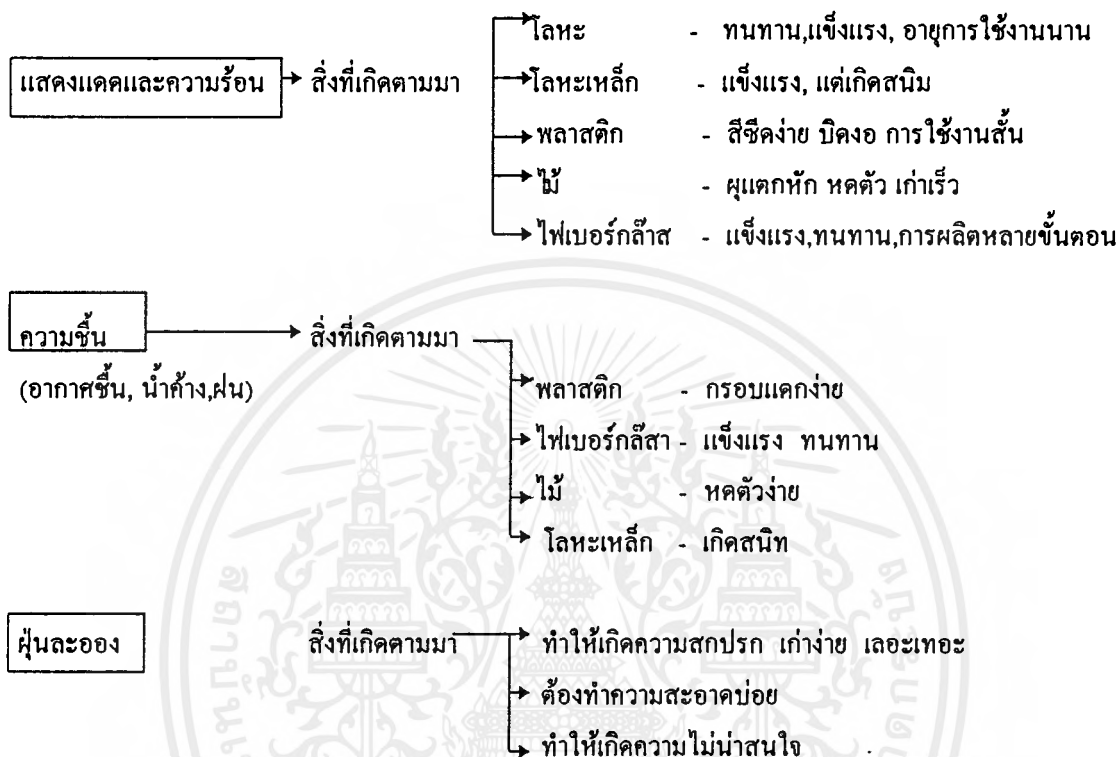 โลหะ - ทนทาน,แข็งแรง, อายุการใช้งานนาน
แสดงแดดและความร้อน สิ่งที่เกิดตามมา โลหะเหล็ก - แข็งแรง, แต่เกิดสนิม
พลาสติก - สีซีดง่าย บิดงอ การใช้งานสั้น
ไม้ - ผุแตกหัก หดตัว เก่าเร็ว
ไฟเบอร์กล๊าส - แข็งแรง,ทนทาน,การผลิตหลายขั้นตอน
ความชื้น สิ่งที่เกิดตามมา
(อากาศชื้น, น้ำค้าง,ฝน) พลาสติก - กรอบแตกง่าย
ไฟเบอร์กล๊สา - แข็งแรง ทนทาน
ไม้ - หดตัวง่าย
โลหะเหล็ก - เกิดสนิท
ฝุ่นละออง สิ่งที่เกิดตามมา ทำให้เกิดความสกปรก เก่าง่าย เลอะเทอะ
ต้องทำความสะอาดบ่อย
ทำให้เกิดความไม่น่าสนใจ